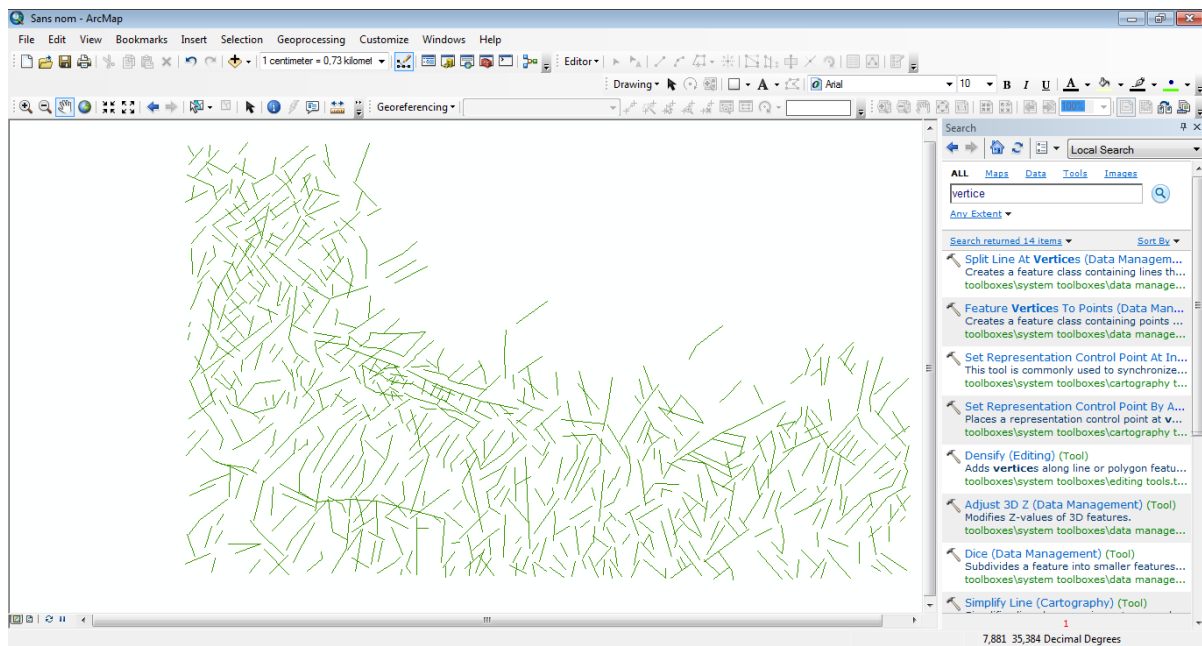 Sans nom - ArcMap
File Edit View Bookmarks Insert Selection Geoprocessing Customize Windows Help
1 centimeter = 0,73 kilomet Editor
Drawing A Arial 10 B I U A
Georeferencing 100%
Search
Local Search
ALL Maps Data Tools Images
vertice
Any Extent
Search returned 14 items Sort By
Split Line At Vertices (Data Managem...
Creates a feature class containing lines th...
toolboxes\system toolboxes\data manage...
Feature Vertices To Points (Data Man...
Creates a feature class containing points ...
toolboxes\system toolboxes\data manage...
Set Representation Control Point At In...
This tool is commonly used to synchronize...
toolboxes\system toolboxes\cartography t...
Set Representation Control Point By A...
Places a representation control point at v...
toolboxes\system toolboxes\cartography t...
Densify (Editing) (Tool)
Adds vertices along line or polygon featu...
toolboxes\system toolboxes\editing tools.t...
Adjust 3D Z (Data Management) (Tool)
Modifies Z-values of 3D features.
toolboxes\system toolboxes\data manage...
Dice (Data Management) (Tool)
Subdivides a feature into smaller features...
toolboxes\system toolboxes\data manage...
Simplify Line (Cartography) (Tool)
1
7,881 35,384 Decimal Degrees